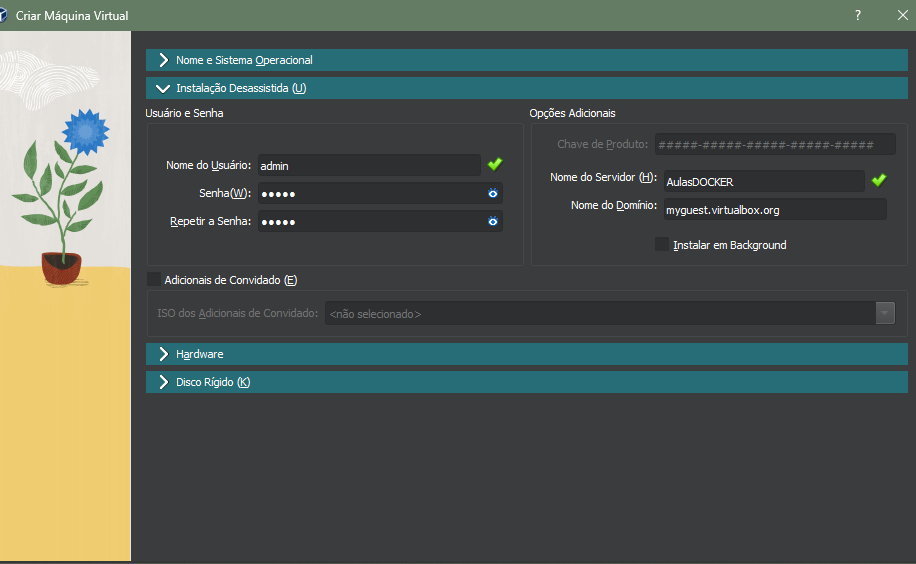 Criar Máquina Virtual ?
Nome e Sistema Operacional
Instalação Desassistida (U)
Usuário e Senha
Nome do Usuário: admin
Senha(W): •••••
Repetir a Senha: •••••
Opções Adicionais
Chave de Produto: #####-#####-#####-#####-#####
Nome do Servidor (H): AulasDOCKER
Nome do Domínio: myguest.virtualbox.org
Instalar em Background
Adicionais de Convidado (E)
ISO dos Adicionais de Convidado: <não selecionado>
Hardware
Disco Rígido (K)